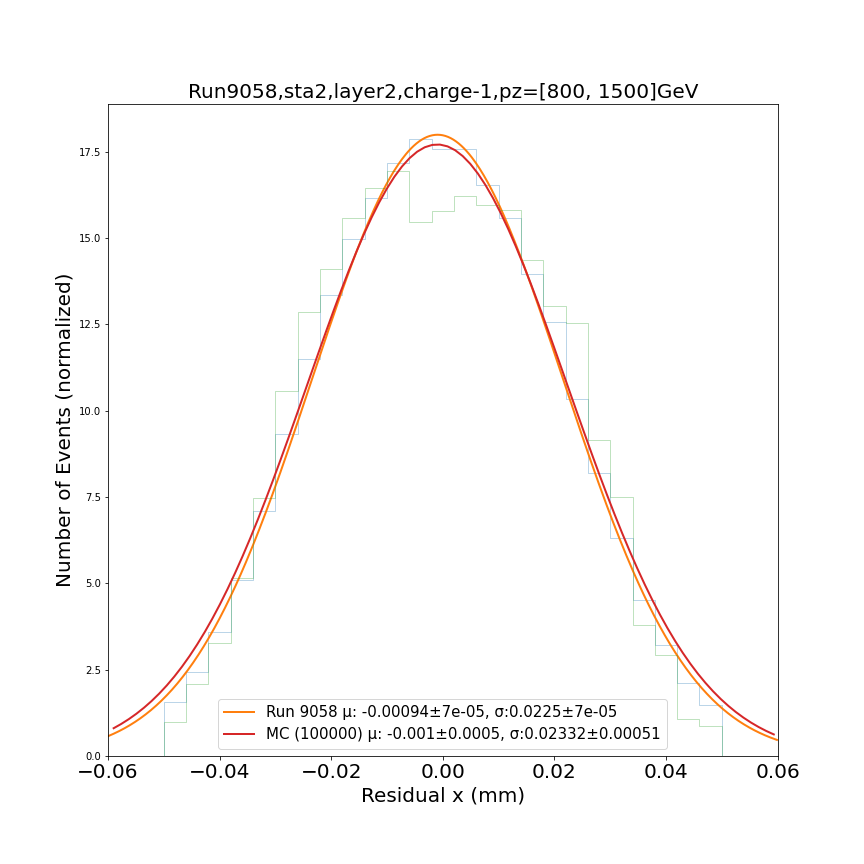 Run9058,sta2,layer2,charge-1,pz=[800, 1500]GeV
Number of Events (normalized)
17.5
15.0
12.5
10.0
7.5
5.0
2.5
0.0
Run 9058 μ: -0.00094±7e-05, σ:0.0225±7e-05
MC (100000) μ: -0.001±0.0005, σ:0.02332±0.00051
−0.06 −0.04 −0.02 0.00 0.02 0.04 0.06
Residual x (mm)